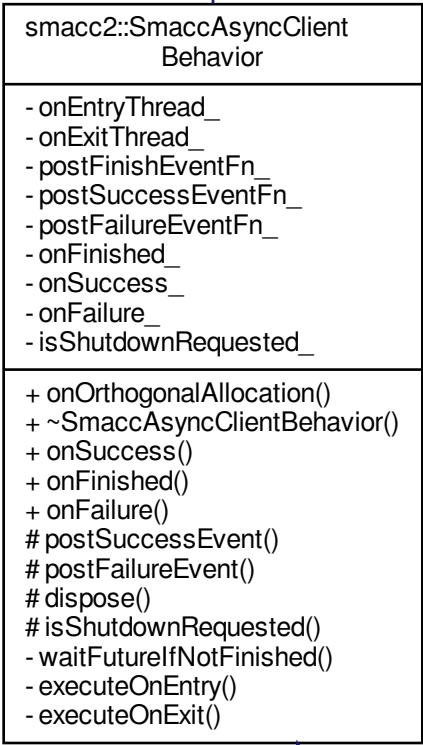 smacc2::SmaccAsyncClient
Behavior
- onEntryThread_
- onExitThread_
- postFinishEventFn_
- postSuccessEventFn_
- postFailureEventFn_
- onFinished_
- onSuccess_
- onFailure_
- isShutdownRequested_
+ onOrthogonalAllocation()
+ ~SmaccAsyncClientBehavior()
+ onSuccess()
+ onFinished()
+ onFailure()
# postSuccessEvent()
# postFailureEvent()
# dispose()
# isShutdownRequested()
- waitFutureIfNotFinished()
- executeOnEntry()
- executeOnExit()